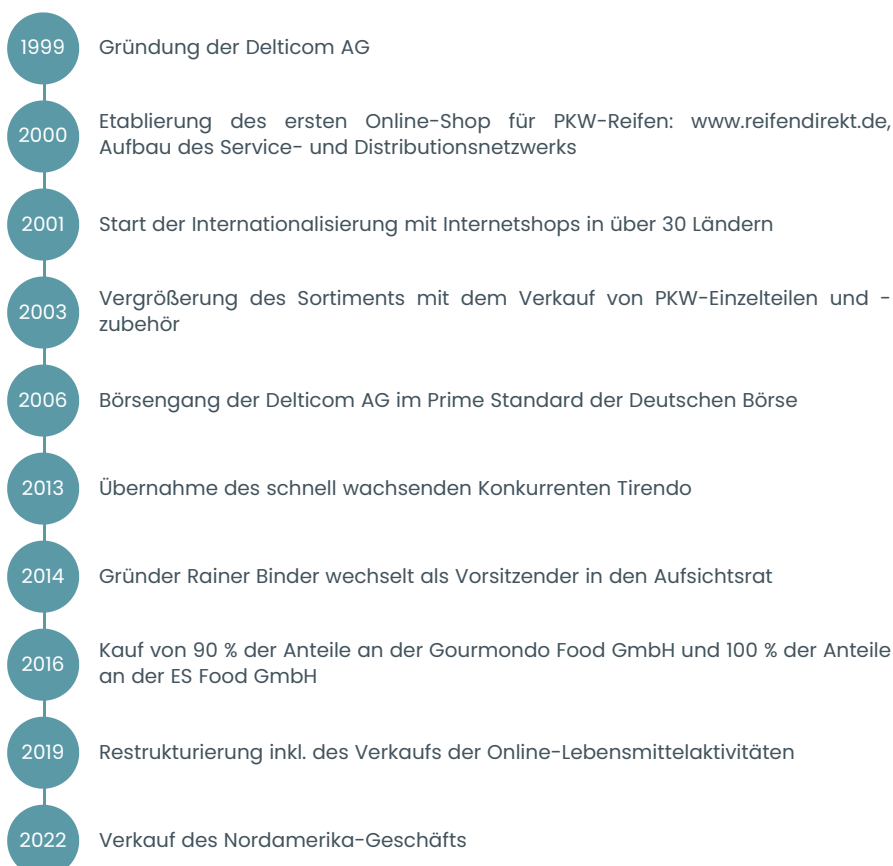 1999 Gründung der Delticom AG
2000 Etablierung des ersten Online-Shop für PKW-Reifen: www.reifendirekt.de,
Aufbau des Service- und Distributionsnetzwerks
2001 Start der Internationalisierung mit Internetshops in über 30 Ländern
2003 Vergrößerung des Sortiments mit dem Verkauf von PKW-Einzelteilen und -
zubehör
2006 Börsengang der Delticom AG im Prime Standard der Deutschen Börse
2013 Übernahme des schnell wachsenden Konkurrenten Tirendo
2014 Gründer Rainer Binder wechselt als Vorsitzender in den Aufsichtsrat
2016 Kauf von 90 % der Anteile an der Gourmondo Food GmbH und 100 % der Anteile
an der ES Food GmbH
2019 Restrukturierung inkl. des Verkaufs der Online-Lebensmittelaktivitäten
2022 Verkauf des Nordamerika-Geschäfts